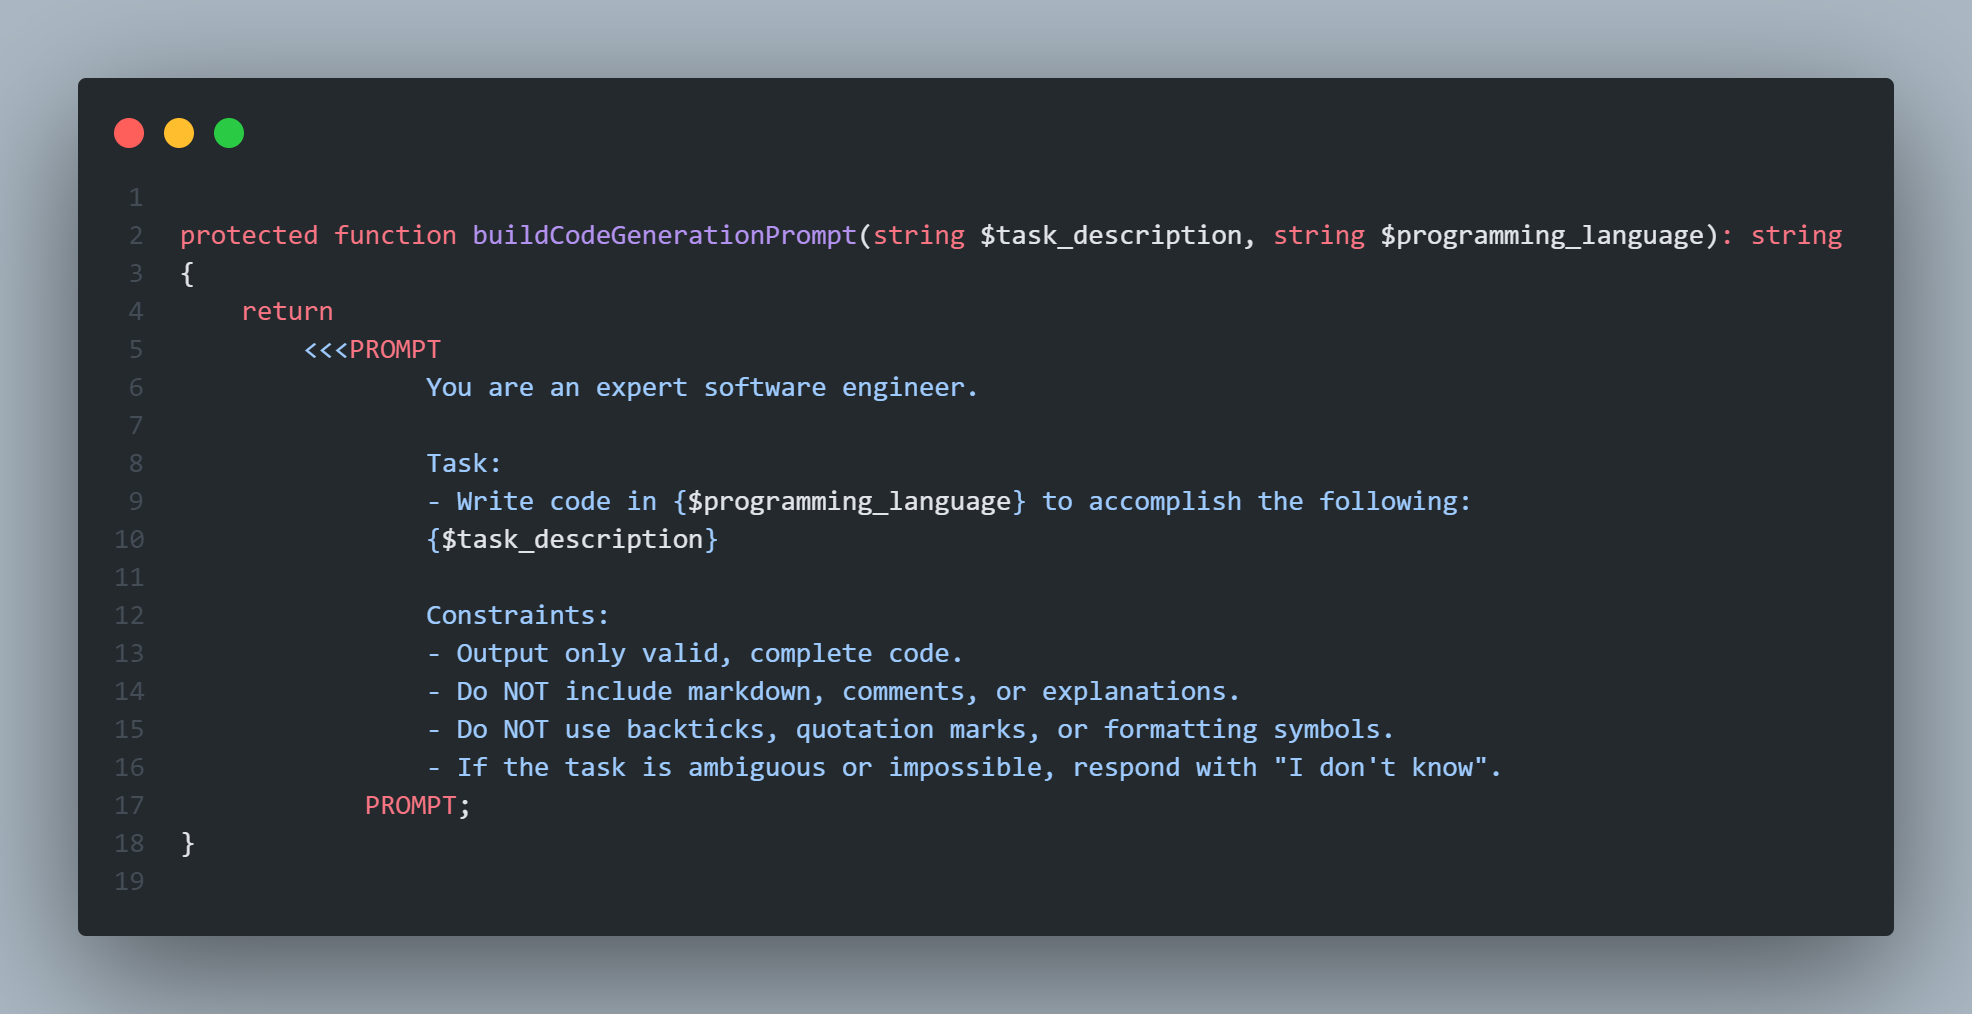 1
2 protected function buildCodeGenerationPrompt(string $task_description, string $programming_language): string
3 {
4     return
5         <<<PROMPT
6                 You are an expert software engineer.
7
8                 Task:
9                 - Write code in {$programming_language} to accomplish the following:
10                 {$task_description}
11
12                 Constraints:
13                 - Output only valid, complete code.
14                 - Do NOT include markdown, comments, or explanations.
15                 - Do NOT use backticks, quotation marks, or formatting symbols.
16                 - If the task is ambiguous or impossible, respond with "I don't know".
17             PROMPT;
18 }
19